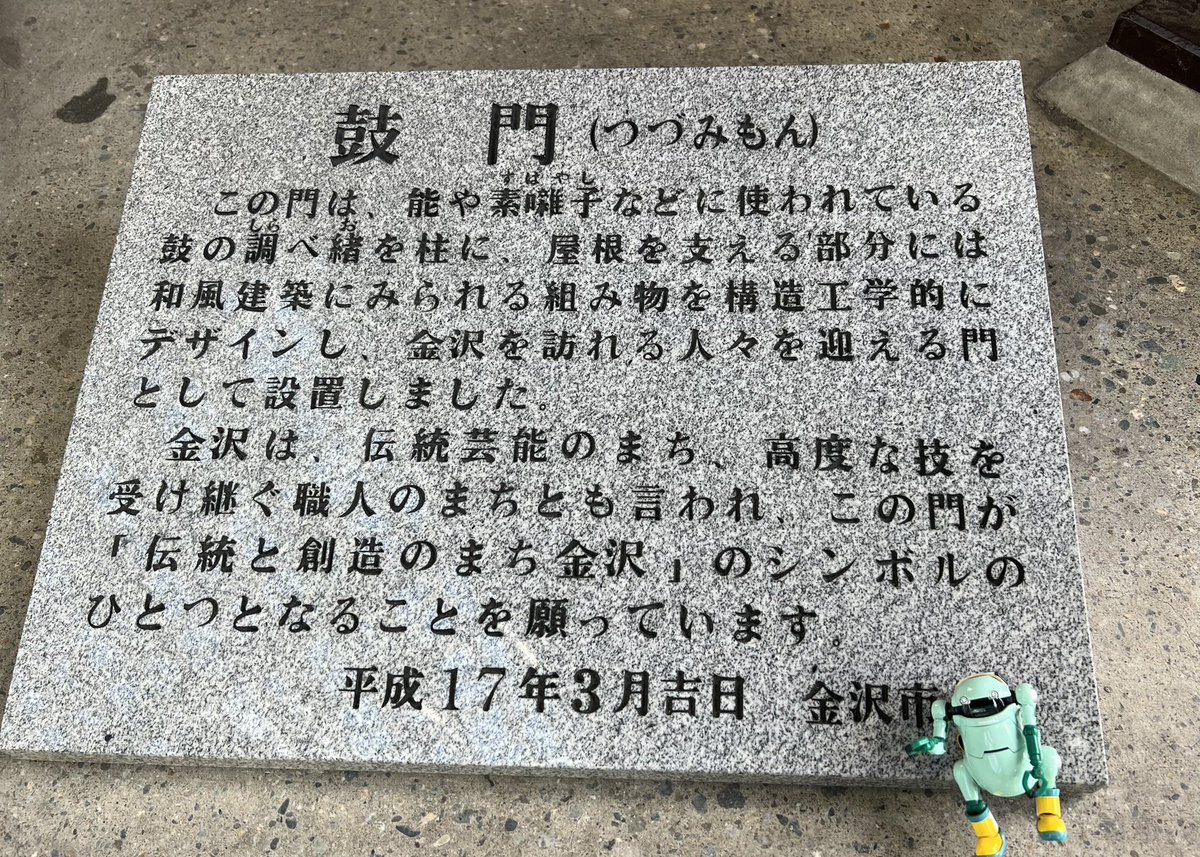 鼓　門 (つづみもん)
この門は、能や素囃子などに使われている
鼓の調べ緒を柱に、屋根を支える部分には
和風建築にみられる組み物を構造工学的に
デザインし、金沢を訪れる人々を迎える門
として設置しました。
金沢は、伝統芸能のまち、高度な技を
受け継ぐ職人のまちとも言われ、この門が
「伝統と創造のまち金沢」のシンボルの
ひとつとなることを願っています。
平成17年3月吉日　金沢市